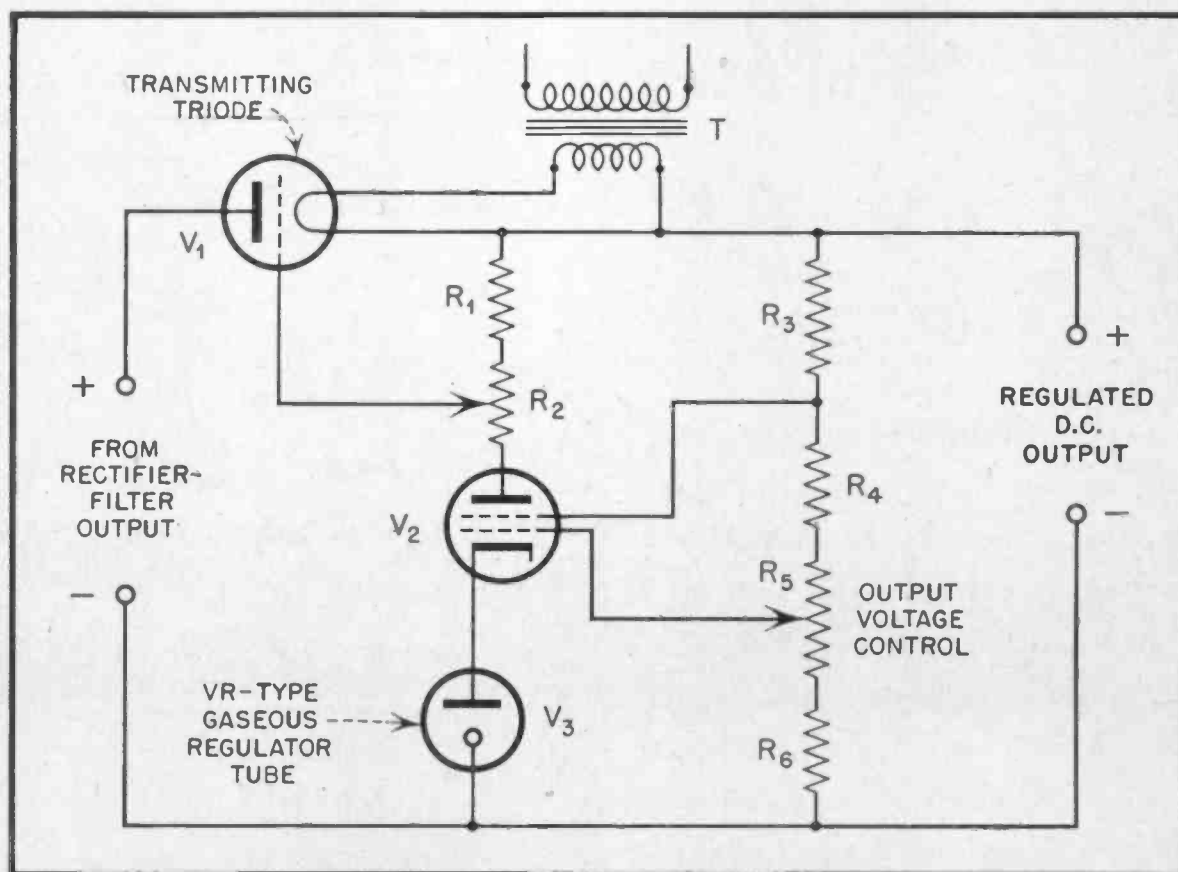 TRANSMITTING
TRIODE
T
V₁
R₁
R₃
+
+
R₂
REGULATED
D.C.
OUTPUT
FROM
RECTIFIER-
FILTER
OUTPUT
R₄
V₂
−
R₅
OUTPUT
VOLTAGE
CONTROL
−
VR-TYPE
GASEOUS
REGULATOR
TUBE
V₃
R₆